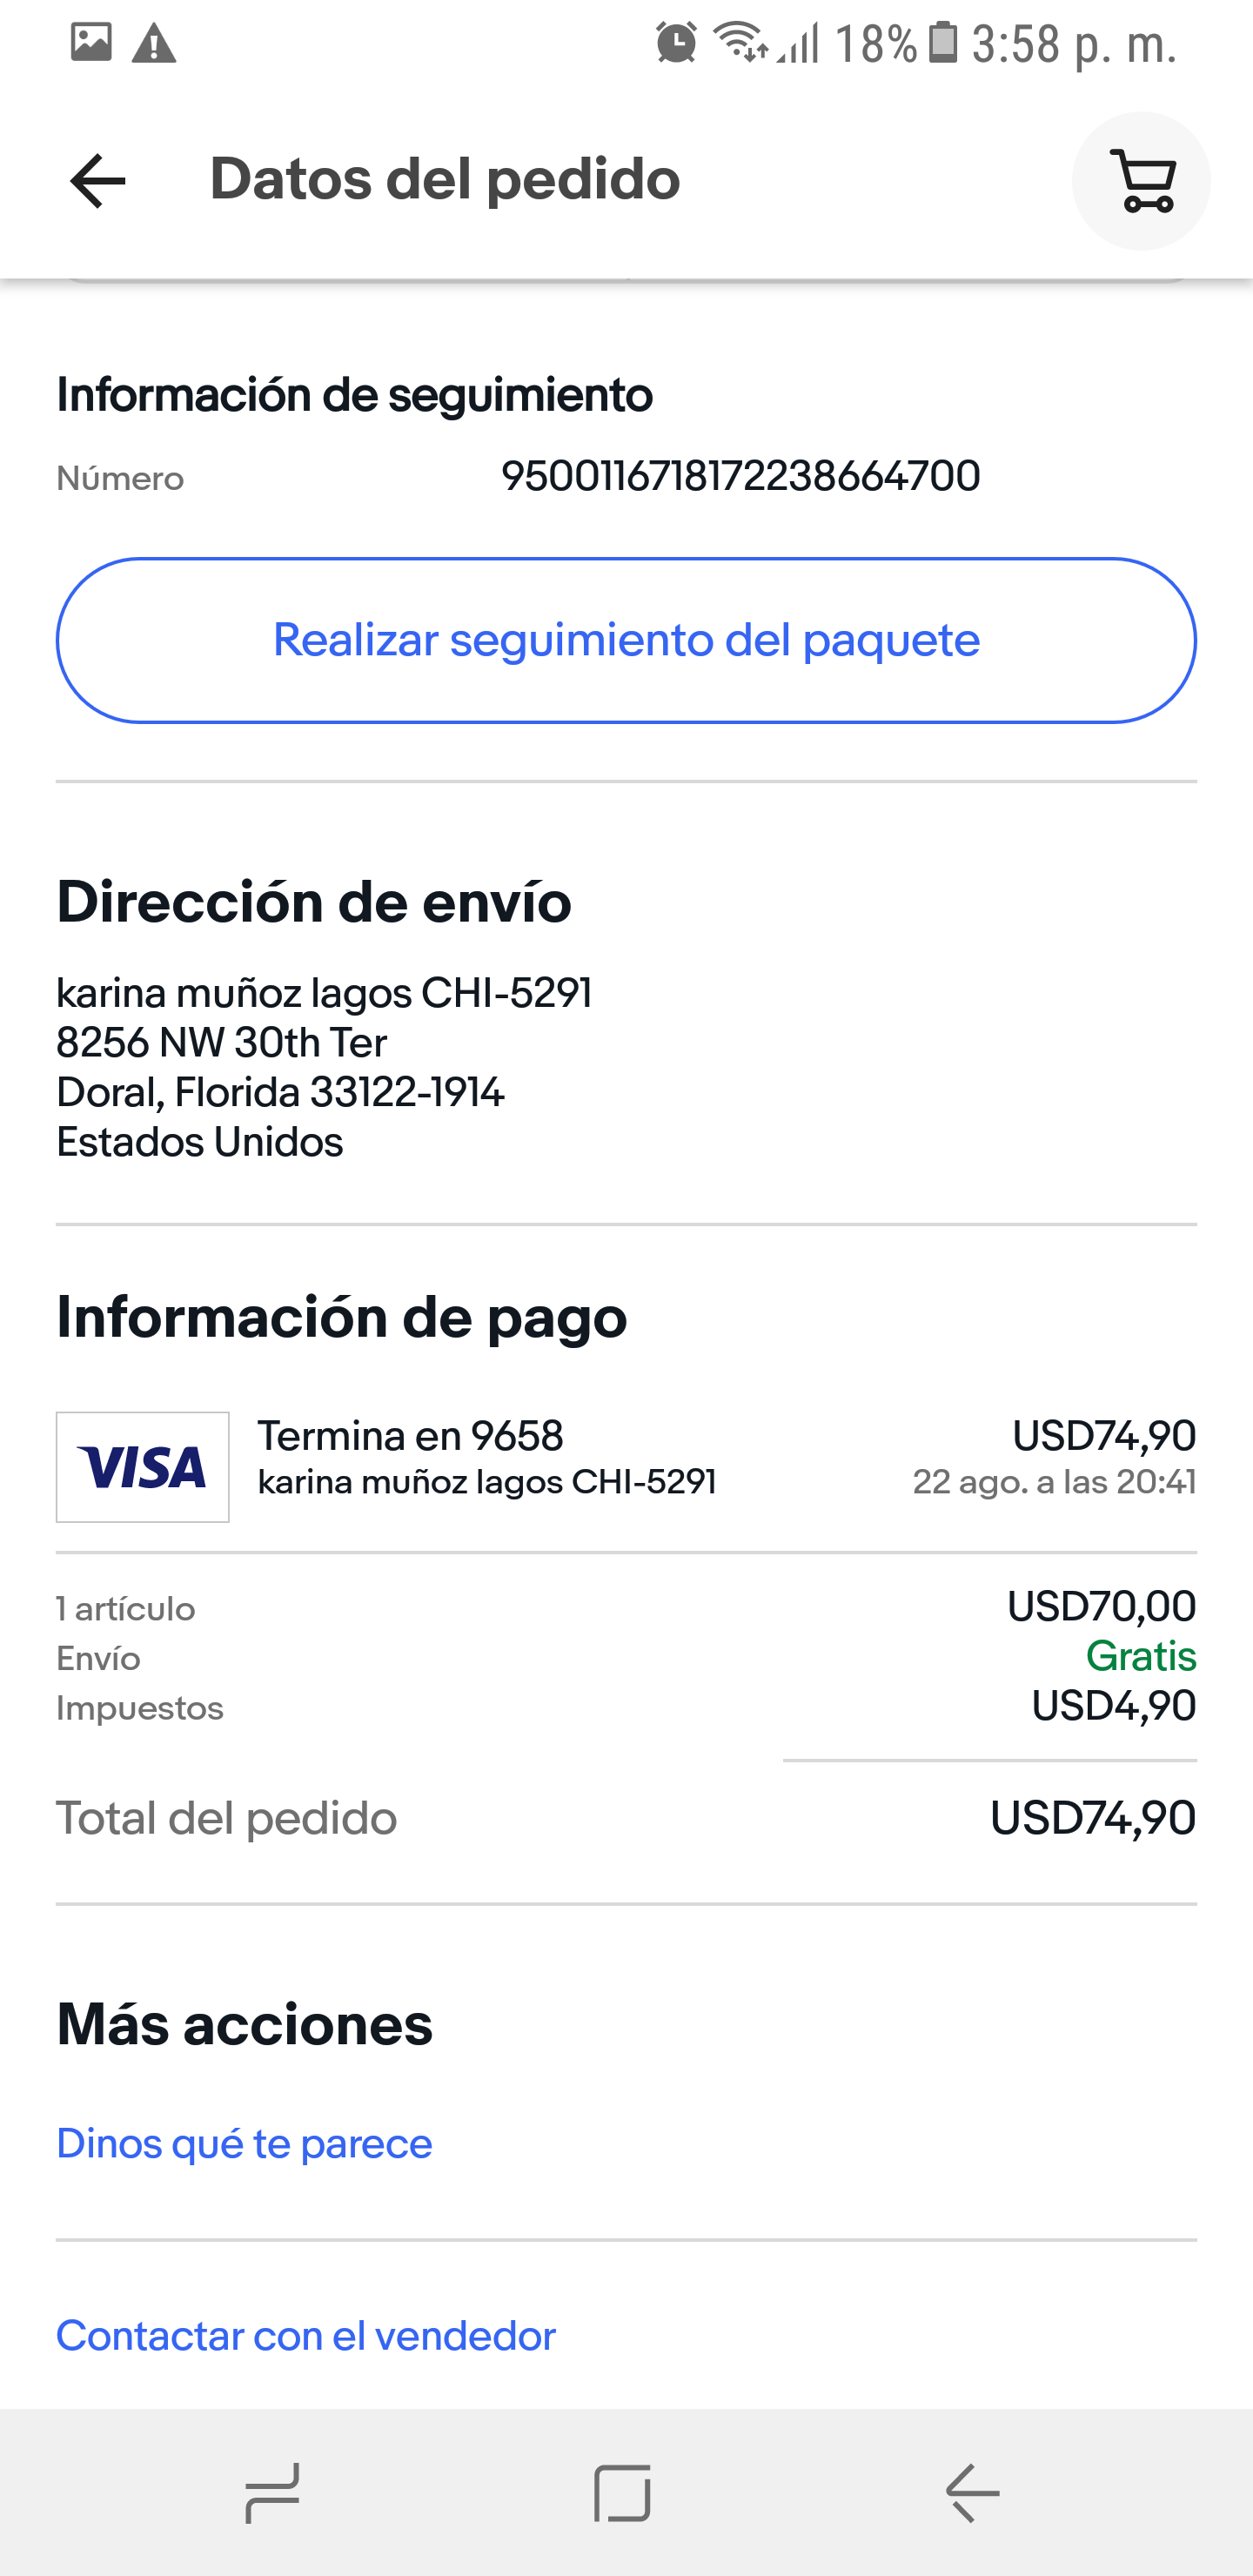 18% 3:58 p. m.
Datos del pedido
Información de seguimiento
Número 9500116718172238664700
Realizar seguimiento del paquete
Dirección de envío
karina muñoz lagos CHI-5291
8256 NW 30th Ter
Doral, Florida 33122-1914
Estados Unidos
Información de pago
VISA Termina en 9658 USD74,90
karina muñoz lagos CHI-5291 22 ago. a las 20:41
1 artículo USD70,00
Envío Gratis
Impuestos USD4,90
Total del pedido USD74,90
Más acciones
Dinos qué te parece
Contactar con el vendedor